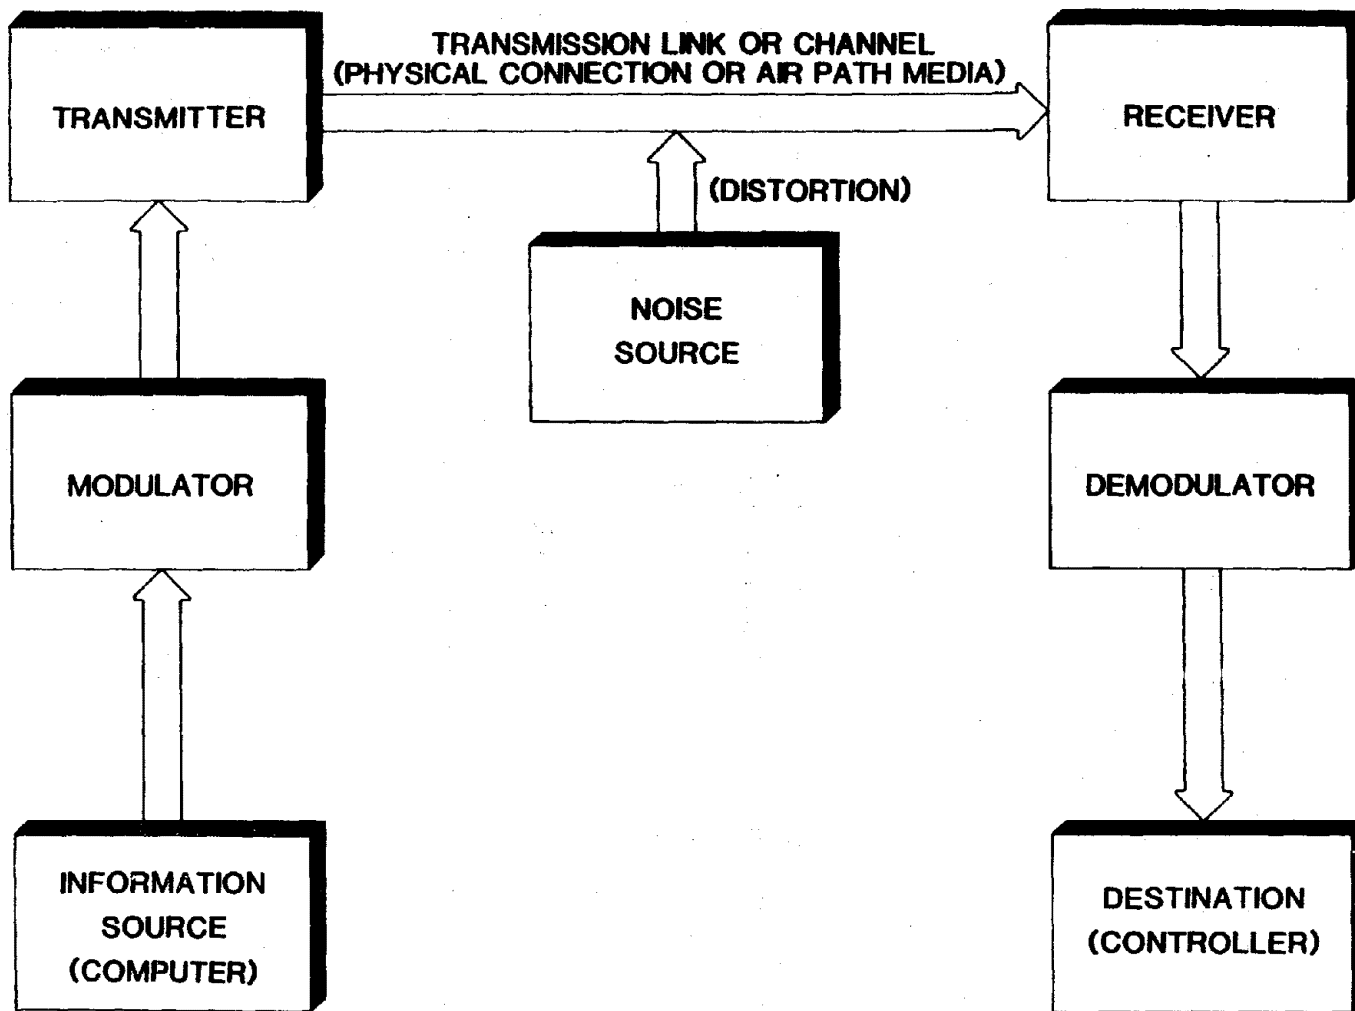 TRANSMISSION LINK OR CHANNEL
(PHYSICAL CONNECTION OR AIR PATH MEDIA)
TRANSMITTER
RECEIVER
(DISTORTION)
NOISE
SOURCE
MODULATOR
DEMODULATOR
INFORMATION
SOURCE
(COMPUTER)
DESTINATION
(CONTROLLER)